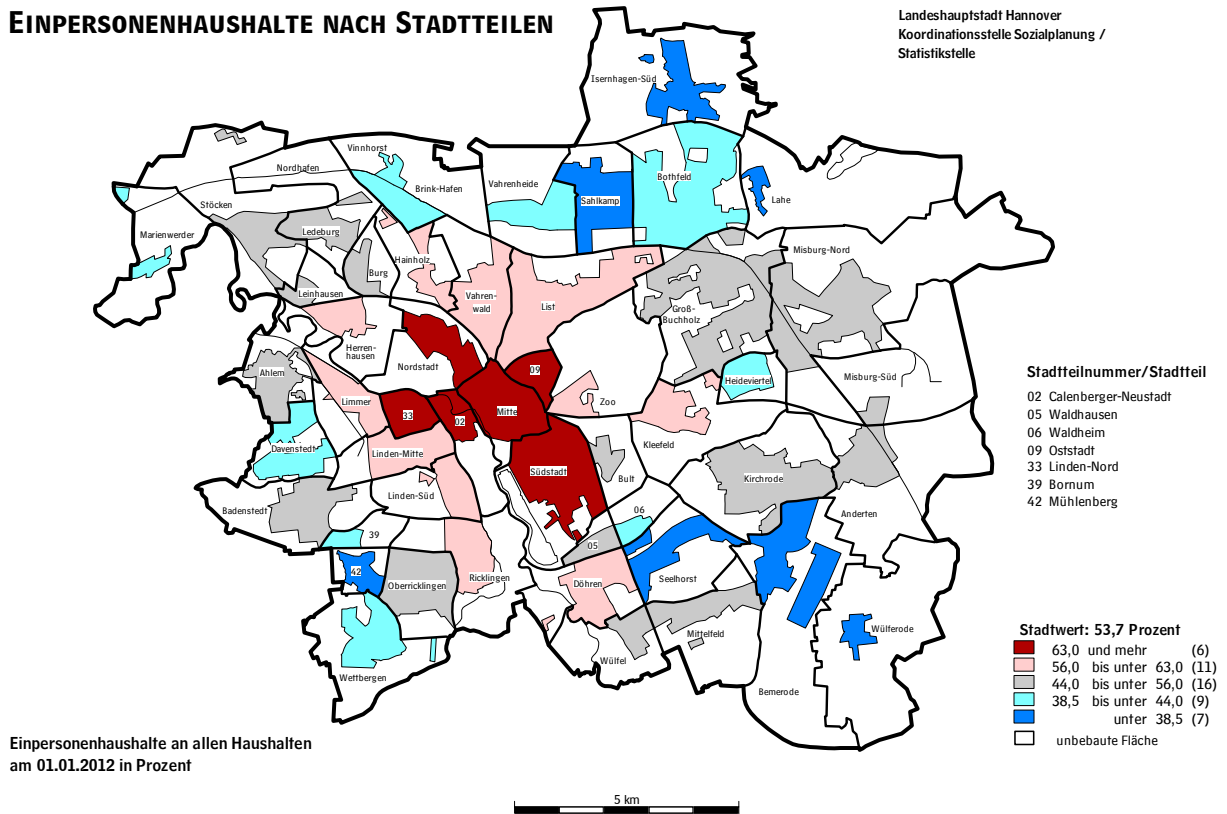 EINPERSONENHAUSHALTE NACH STADTTEILEN
Landeshauptstadt Hannover
Koordinationsstelle Sozialplanung /
Statistikstelle
Isernhagen-Süd
Vinnhorst
Nordhafen
Brink-Hafen
Vahrenheide
Sahlkamp
Bothfeld
Lahe
Stöcken
Marienwerder
Ledeburg
Burg
Hainholz
Leinhausen
Vahren-
wald
List
Groß-
Buchholz
Misburg-Nord
Herren-
hausen
Nordstadt
Ahlem
Limmer
33
02
Mitte
09
Zoo
Heideviertel
Misburg-Süd
Kleefeld
Davenstedt
Linden-Mitte
Südstadt
Bult
Kirchrode
Linden-Süd
Badenstedt
39
06
05
Anderten
42
Oberricklingen
Ricklingen
Döhren
Seelhorst
Mittelfeld
Wülferode
Wülfel
Wettbergen
Bemerode
Stadtteilnummer/Stadtteil
02 Calenberger-Neustadt
05 Waldhausen
06 Waldheim
09 Oststadt
33 Linden-Nord
39 Bornum
42 Mühlenberg
Stadtwert: 53,7 Prozent
63,0 und mehr (6)
56,0 bis unter 63,0 (11)
44,0 bis unter 56,0 (16)
38,5 bis unter 44,0 (9)
unter 38,5 (7)
unbebaute Fläche
Einpersonenhaushalte an allen Haushalten
am 01.01.2012 in Prozent
5 km